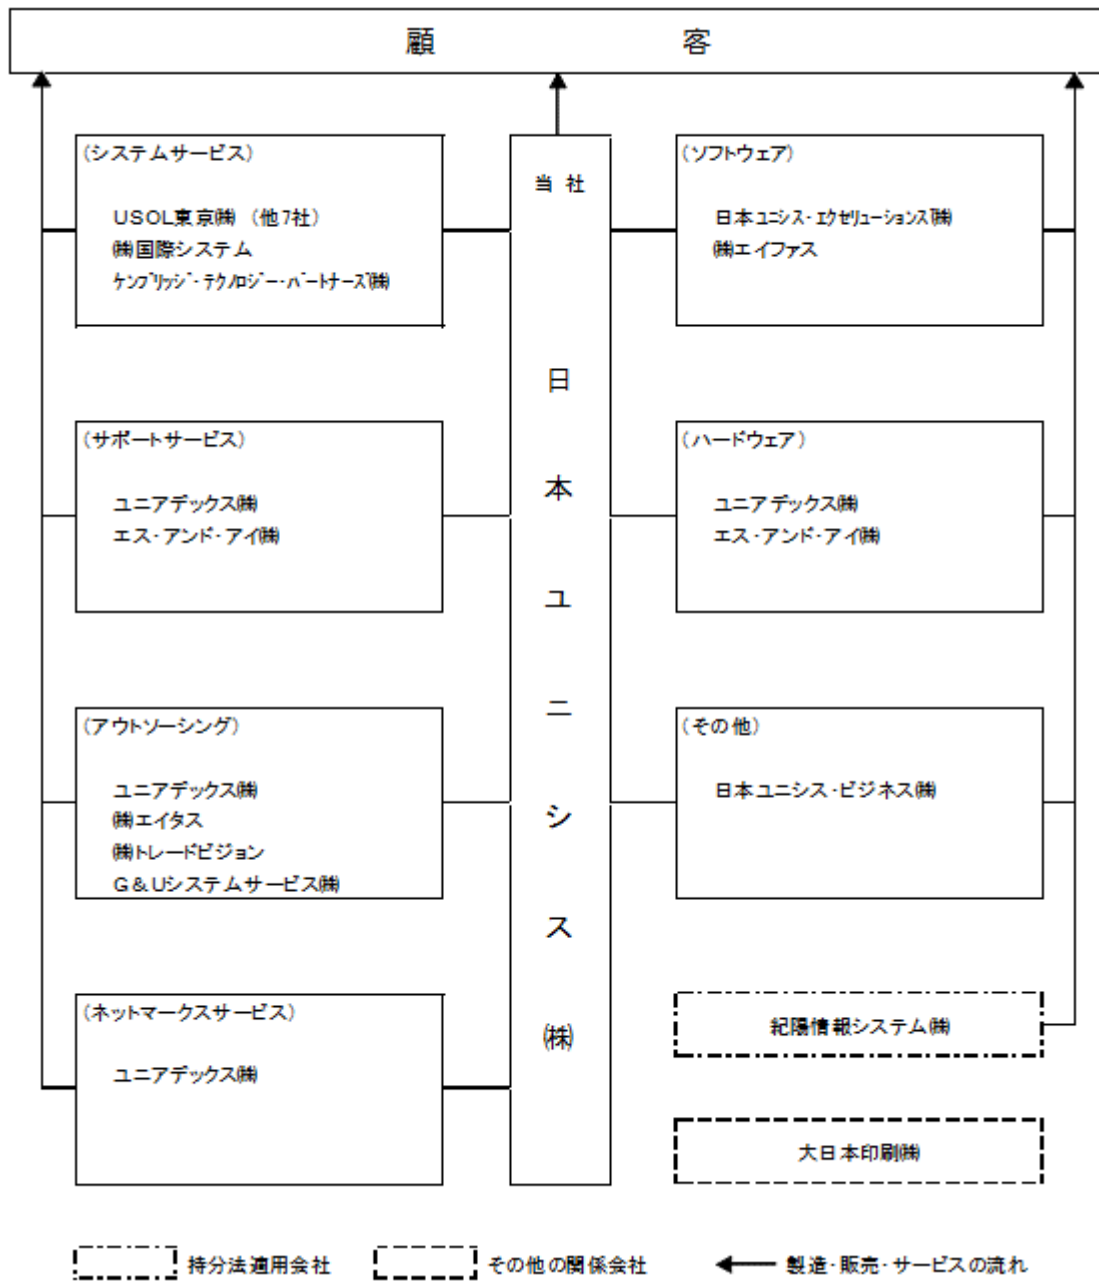 顧客
(システムサービス)
USOL東京㈱ (他7社)
㈱国際システム
ケンブリッジ・テクノロジー・パートナーズ㈱
(サポートサービス)
ユニアデックス㈱
エス・アンド・アイ㈱
(アウトソーシング)
ユニアデックス㈱
㈱エイタス
㈱トレードビジョン
G&Uシステムサービス㈱
(ネットマークスサービス)
ユニアデックス㈱
当社
日本ユニシス㈱
(ソフトウェア)
日本ユニシス・エクセリューションズ㈱
㈱エイファス
(ハードウェア)
ユニアデックス㈱
エス・アンド・アイ㈱
(その他)
日本ユニシス・ビジネス㈱
紀陽情報システム㈱
大日本印刷㈱
持分法適用会社
その他の関係会社
製造・販売・サービスの流れ